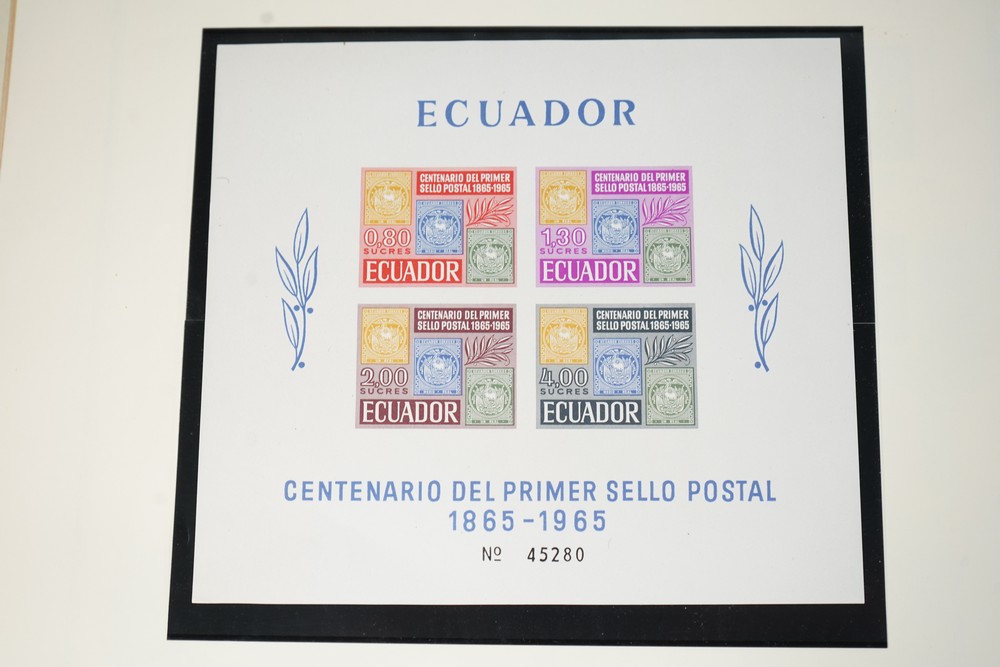 ECUADOR
CENTENARIO DEL PRIMER
SELLO POSTAL 1865-1965
0,80
SUCRES
ECUADOR
CENTENARIO DEL PRIMER
SELLO POSTAL 1865-1965
1,30
SUCRES
ECUADOR
CENTENARIO DEL PRIMER
SELLO POSTAL 1865-1965
2,00
SUCRES
ECUADOR
CENTENARIO DEL PRIMER
SELLO POSTAL 1865-1965
4,00
SUCRES
ECUADOR
CENTENARIO DEL PRIMER SELLO POSTAL
1865-1965
Nº 45280